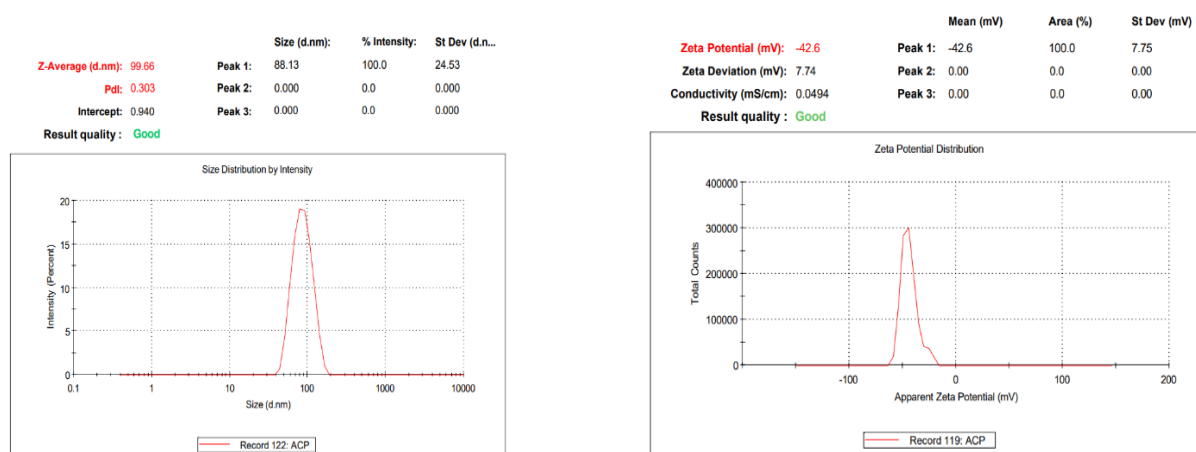 Size (d.nm): % Intensity: St Dev (d.n...
Z-Average (d.nm): 99.66 Peak 1: 88.13 100.0 24.53
PdI: 0.303 Peak 2: 0.000 0.0 0.000
Intercept: 0.940 Peak 3: 0.000 0.0 0.000
Result quality : Good
Size Distribution by Intensity
Intensity (Percent)
20
15
10
5
0
0.1 1 10 100 1000 10000
Size (d.nm)
Record 122: ACP
Mean (mV) Area (%) St Dev (mV)
Zeta Potential (mV): -42.6 Peak 1: -42.6 100.0 7.75
Zeta Deviation (mV): 7.74 Peak 2: 0.00 0.0 0.00
Conductivity (mS/cm): 0.0494 Peak 3: 0.00 0.0 0.00
Result quality : Good
Zeta Potential Distribution
Total Counts
400000
300000
200000
100000
0
-100 0 100 200
Apparent Zeta Potential (mV)
Record 119: ACP